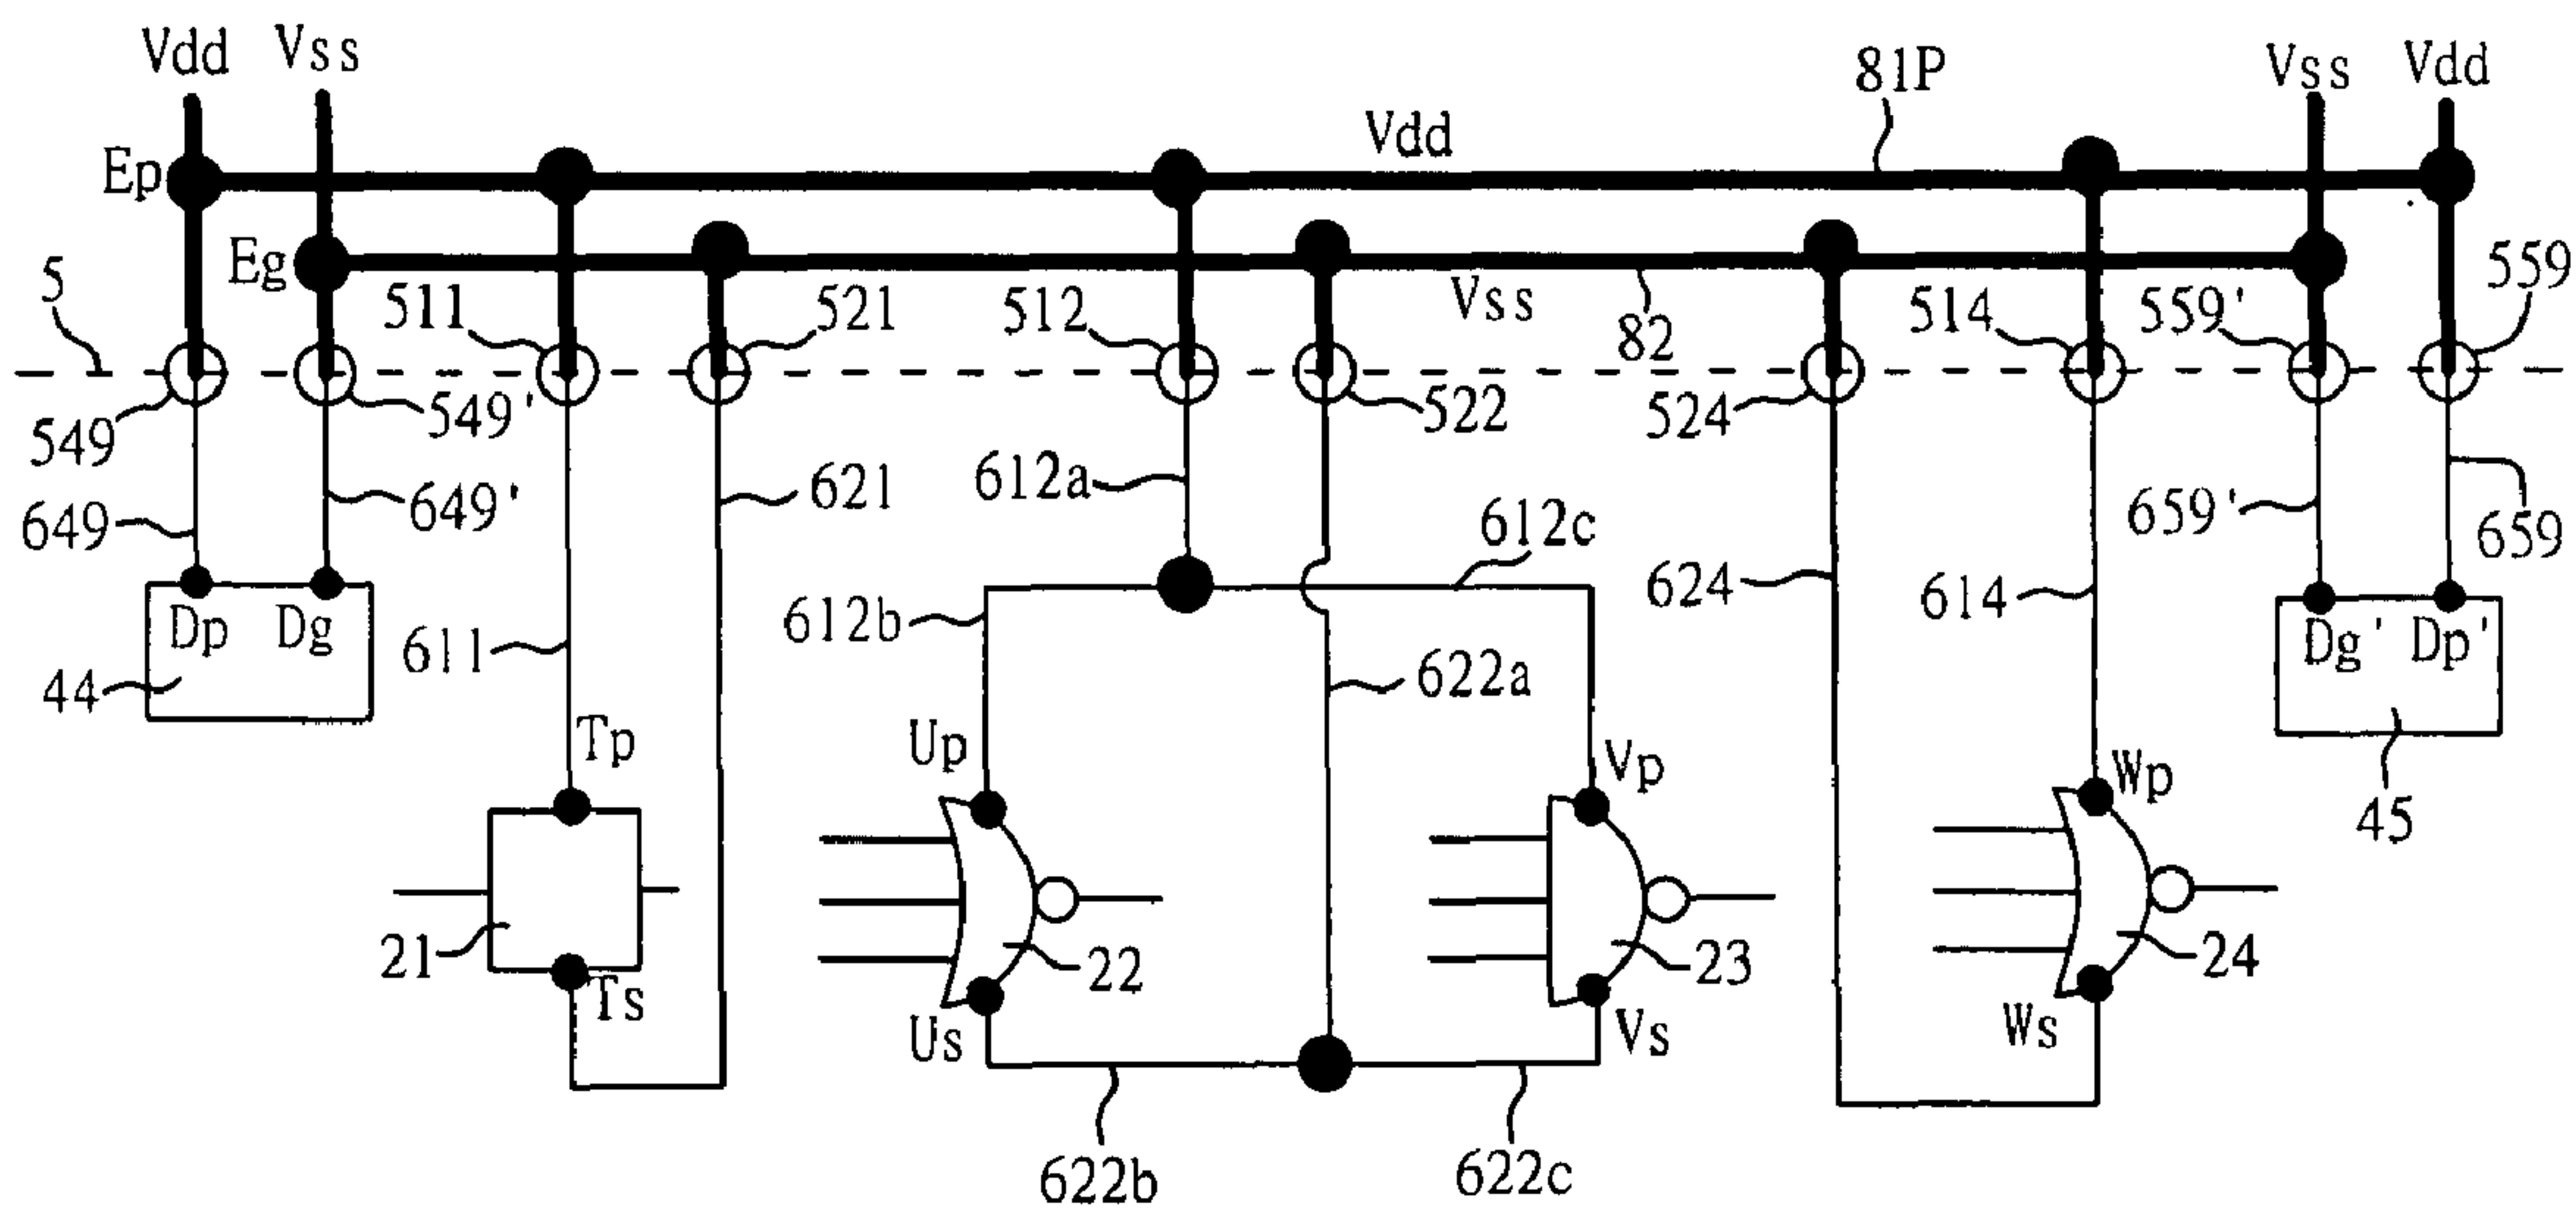 Vdd Vss 81P Vss Vdd
Vdd
Ep
Eg
5 511 521 512 Vss 82 514 559' 559
549 549' 522 524
649 649' 621 612a 612c 659' 659
Dp Dg 611 612b 622a 624 614 Dg' Dp'
44
Tp Up Vp Wp
45
21 22 23 24
Ts Us Vs Ws
622b 622c